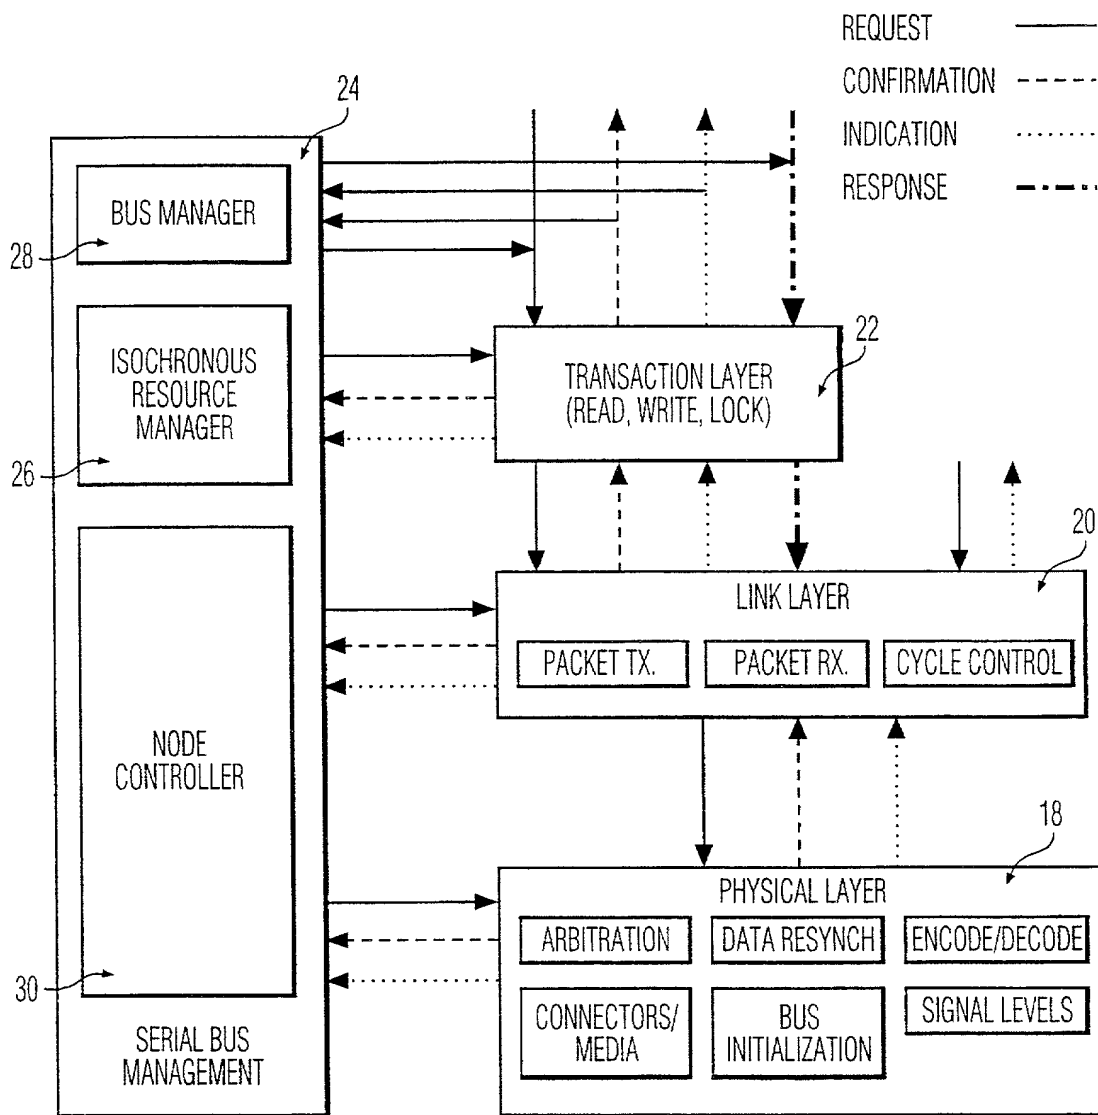 REQUEST
CONFIRMATION
INDICATION
RESPONSE
24
BUS MANAGER
28
ISOCHRONOUS
RESOURCE
MANAGER
26
TRANSACTION LAYER
(READ, WRITE, LOCK)
22
20
LINK LAYER
PACKET TX.
PACKET RX.
CYCLE CONTROL
NODE
CONTROLLER
30
SERIAL BUS
MANAGEMENT
18
PHYSICAL LAYER
ARBITRATION
DATA RESYNCH
ENCODE/DECODE
CONNECTORS/
MEDIA
BUS
INITIALIZATION
SIGNAL LEVELS